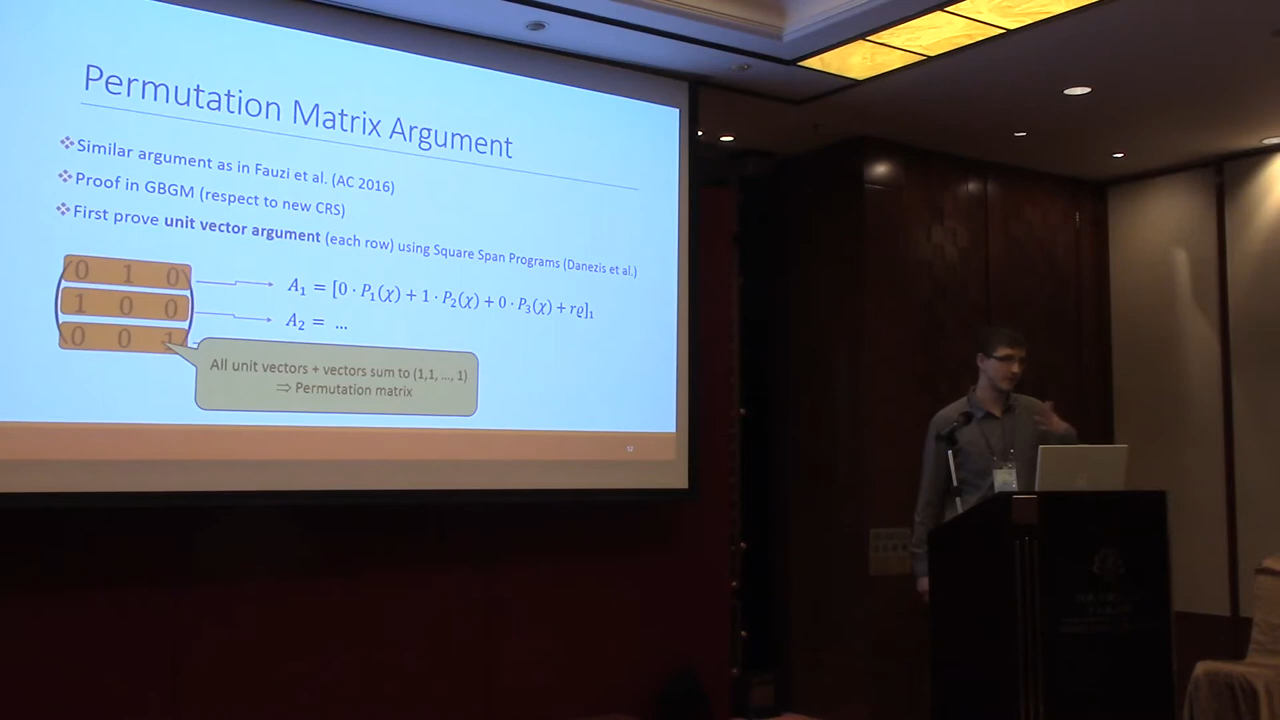 Permutation Matrix Argument
❖Similar argument as in Fauzi et al. (AC 2016)
❖Proof in GBGM (respect to new CRS)
❖First prove unit vector argument (each row) using Square Span Programs (Danezis et al.)
0 1 0
A₁ = [0 · P₁(χ) + 1 · P₂(χ) + 0 · P₃(χ) + rϱ]₁
1 0 0
A₂ = ...
0 0 1
All unit vectors + vectors sum to (1,1, ..., 1)
⇒ Permutation matrix
12